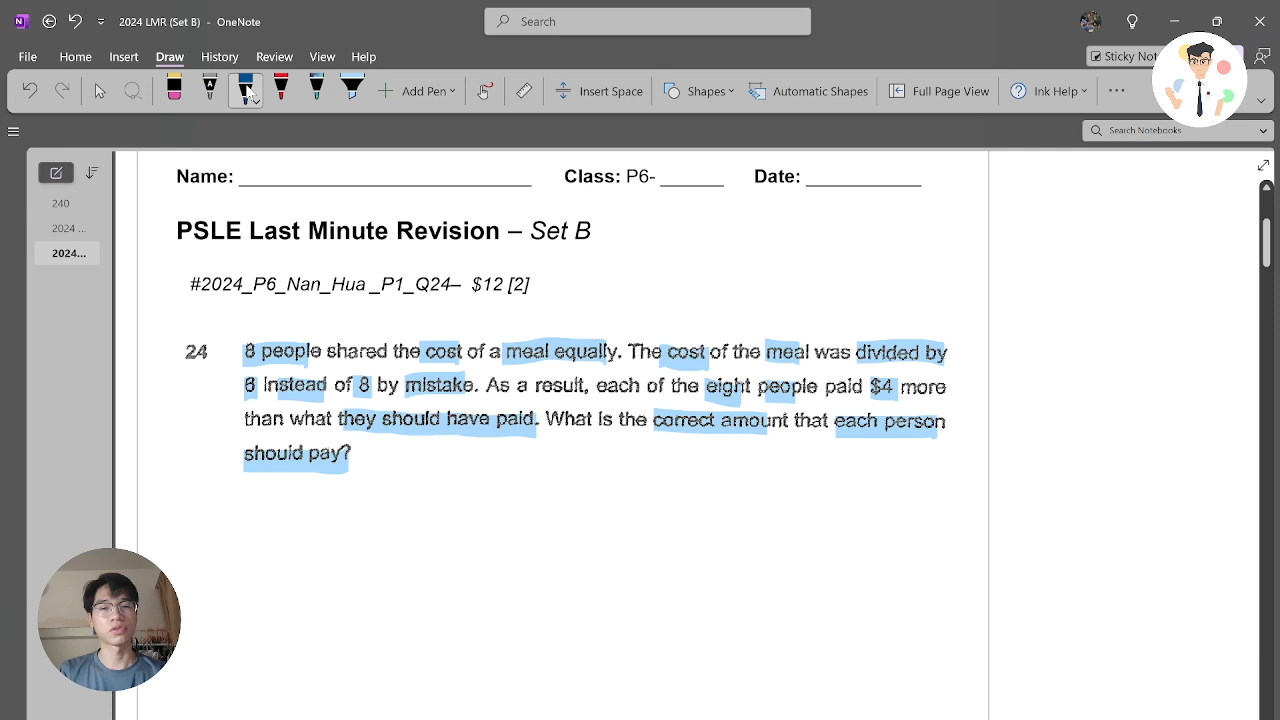 2024 LMR (Set B) - OneNote
Search
File Home Insert Draw History Review View Help
Sticky
Add Pen
Insert Space
Shapes
Automatic Shapes
Full Page View
Ink Help
Search Notebooks
240
2024 ...
2024...
Name: Class: P6- Date:
PSLE Last Minute Revision – Set B
#2024_P6_Nan_Hua _P1_Q24– $12 [2]
24 8 people shared the cost of a meal equally. The cost of the meal was divided by
6 instead of 8 by mistake. As a result, each of the eight people paid $4 more
than what they should have paid. What is the correct amount that each person
should pay?